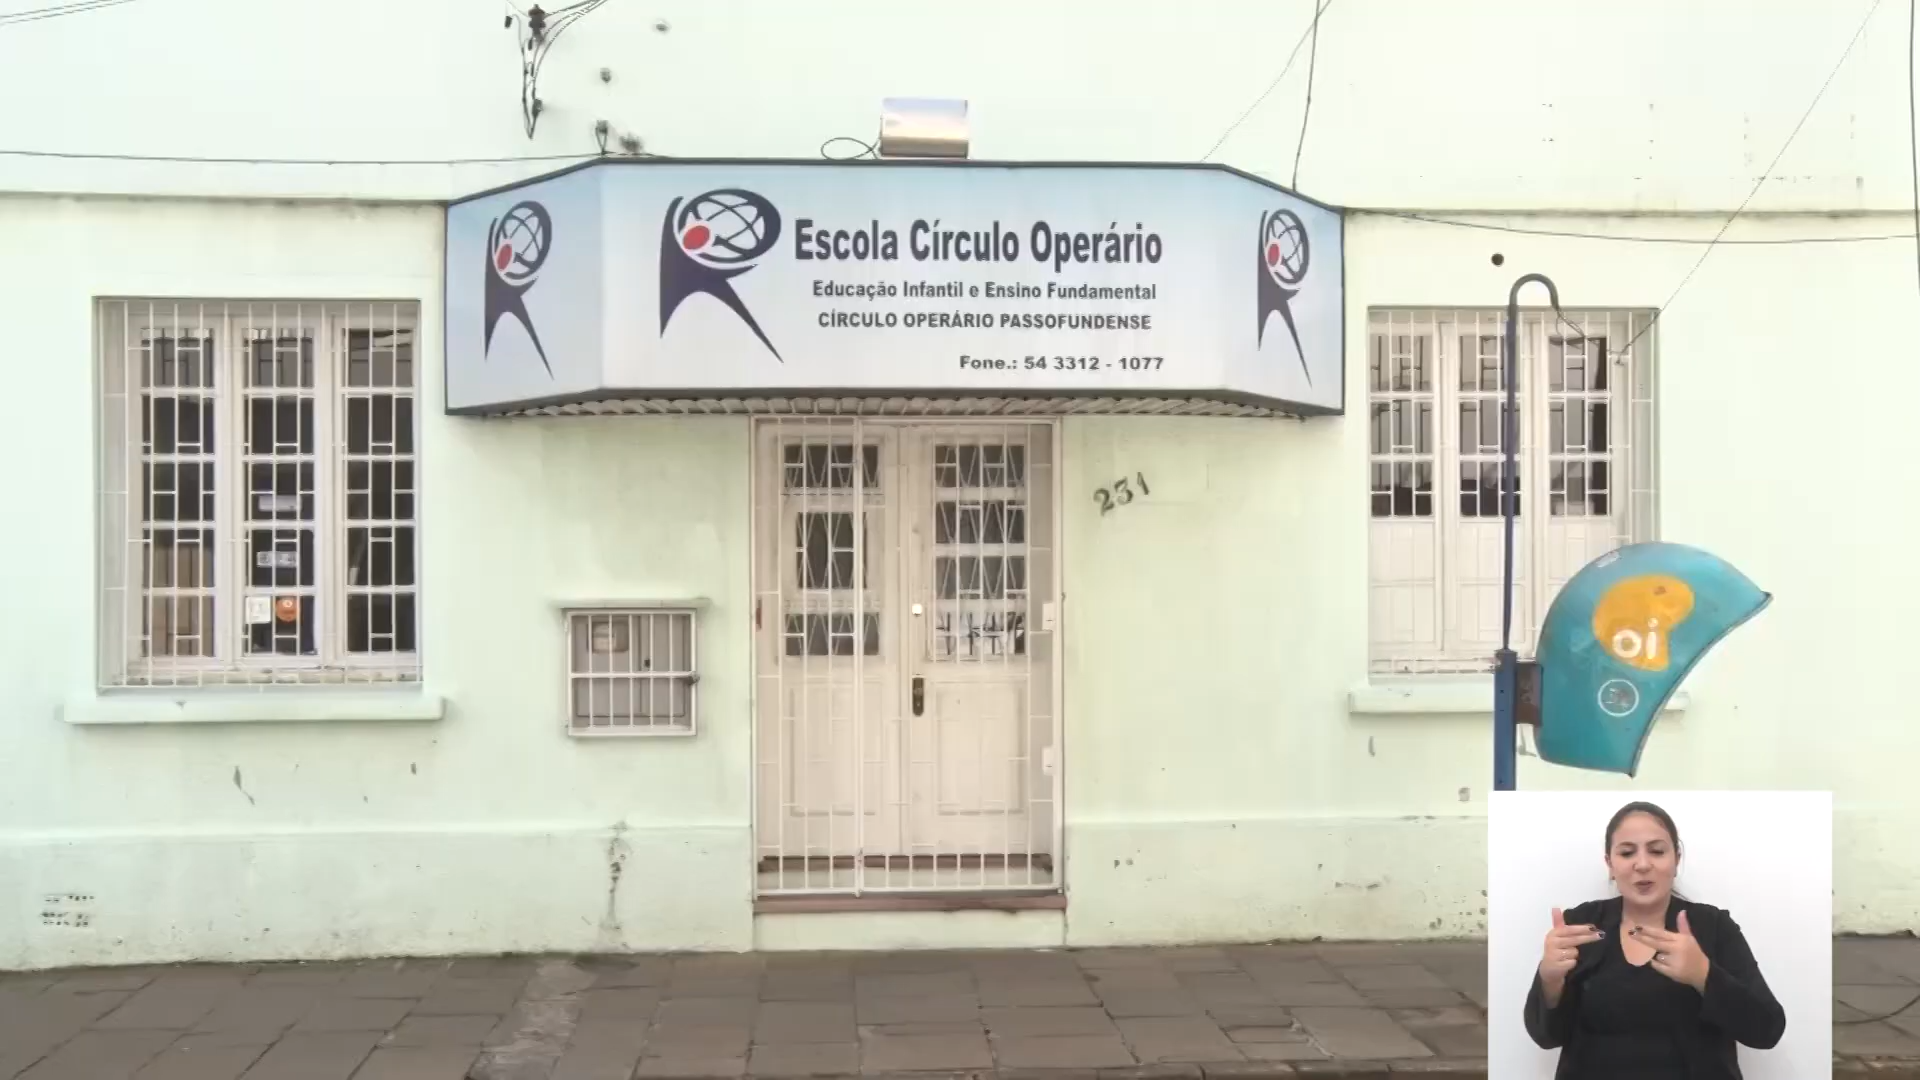 Escola Círculo Operário
Educação Infantil e Ensino Fundamental
CÍRCULO OPERÁRIO PASSOFUNDENSE
Fone.: 54 3312 - 1077
231
oi